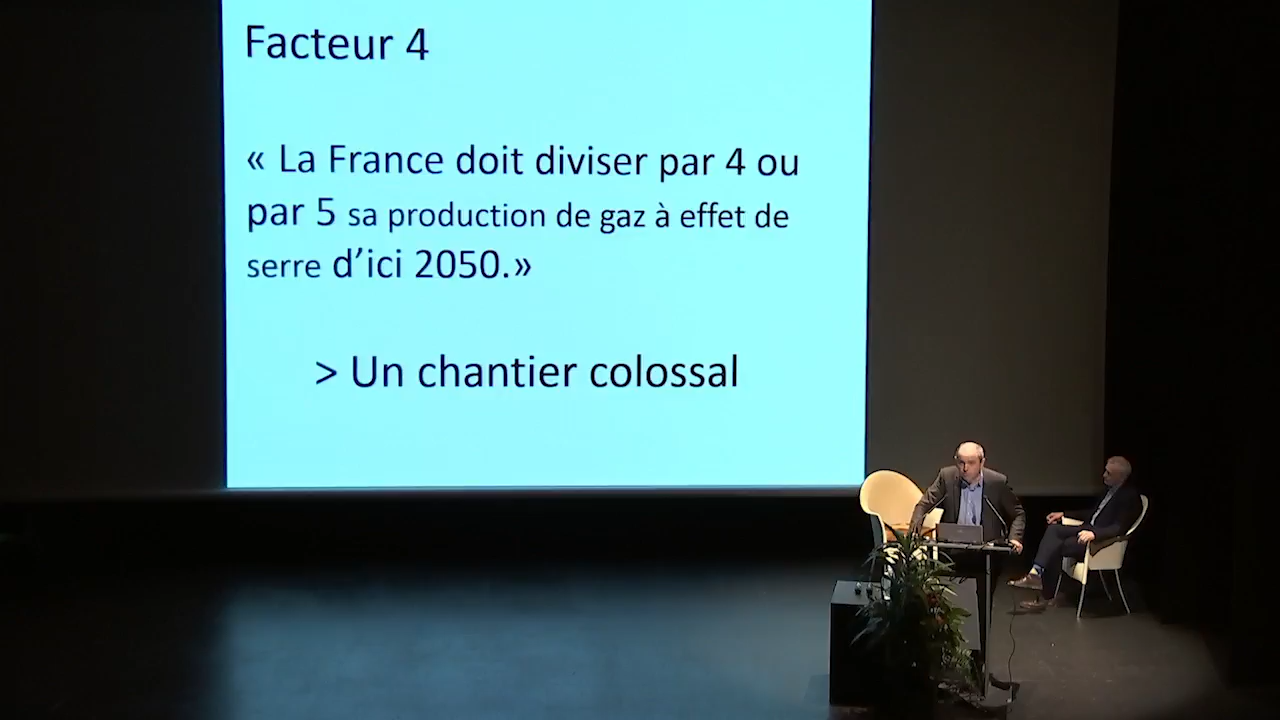 Facteur 4
« La France doit diviser par 4 ou
par 5 sa production de gaz à effet de
serre d’ici 2050.»
> Un chantier colossal